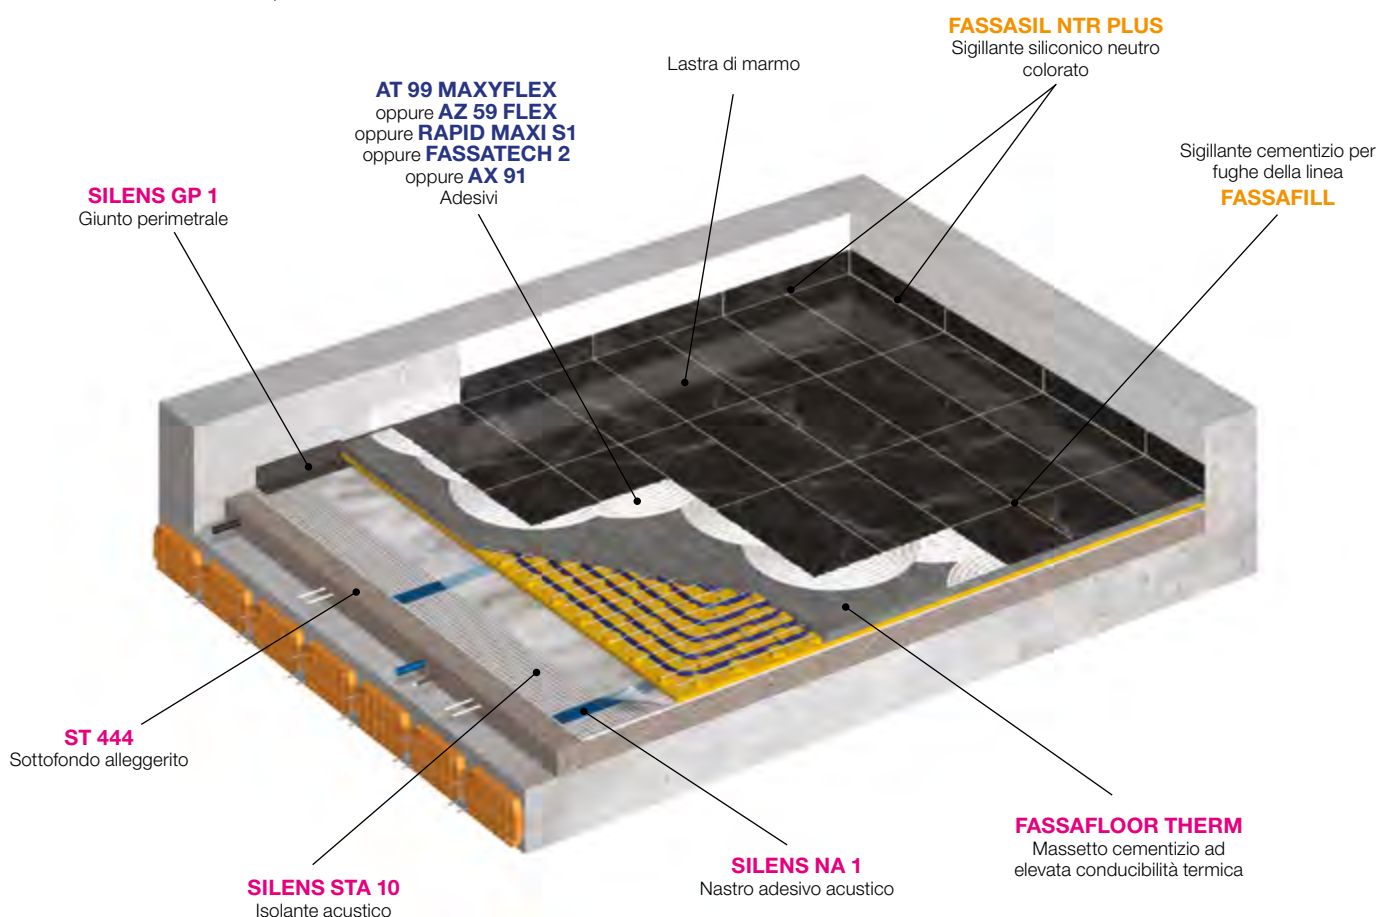 FASSASIL NTR PLUS
Sigillante siliconico neutro
colorato
Lastra di marmo
AT 99 MAXYFLEX
oppure AZ 59 FLEX
oppure RAPID MAXI S1
oppure FASSATECH 2
oppure AX 91
Adesivi
Sigillante cementizio per
fughe della linea
FASSAFILL
SILENS GP 1
Giunto perimetrale
ST 444
Sottofondo alleggerito
SILENS STA 10
Isolante acustico
SILENS NA 1
Nastro adesivo acustico
FASSAFLOOR THERM
Massetto cementizio ad
elevata conducibilità termica